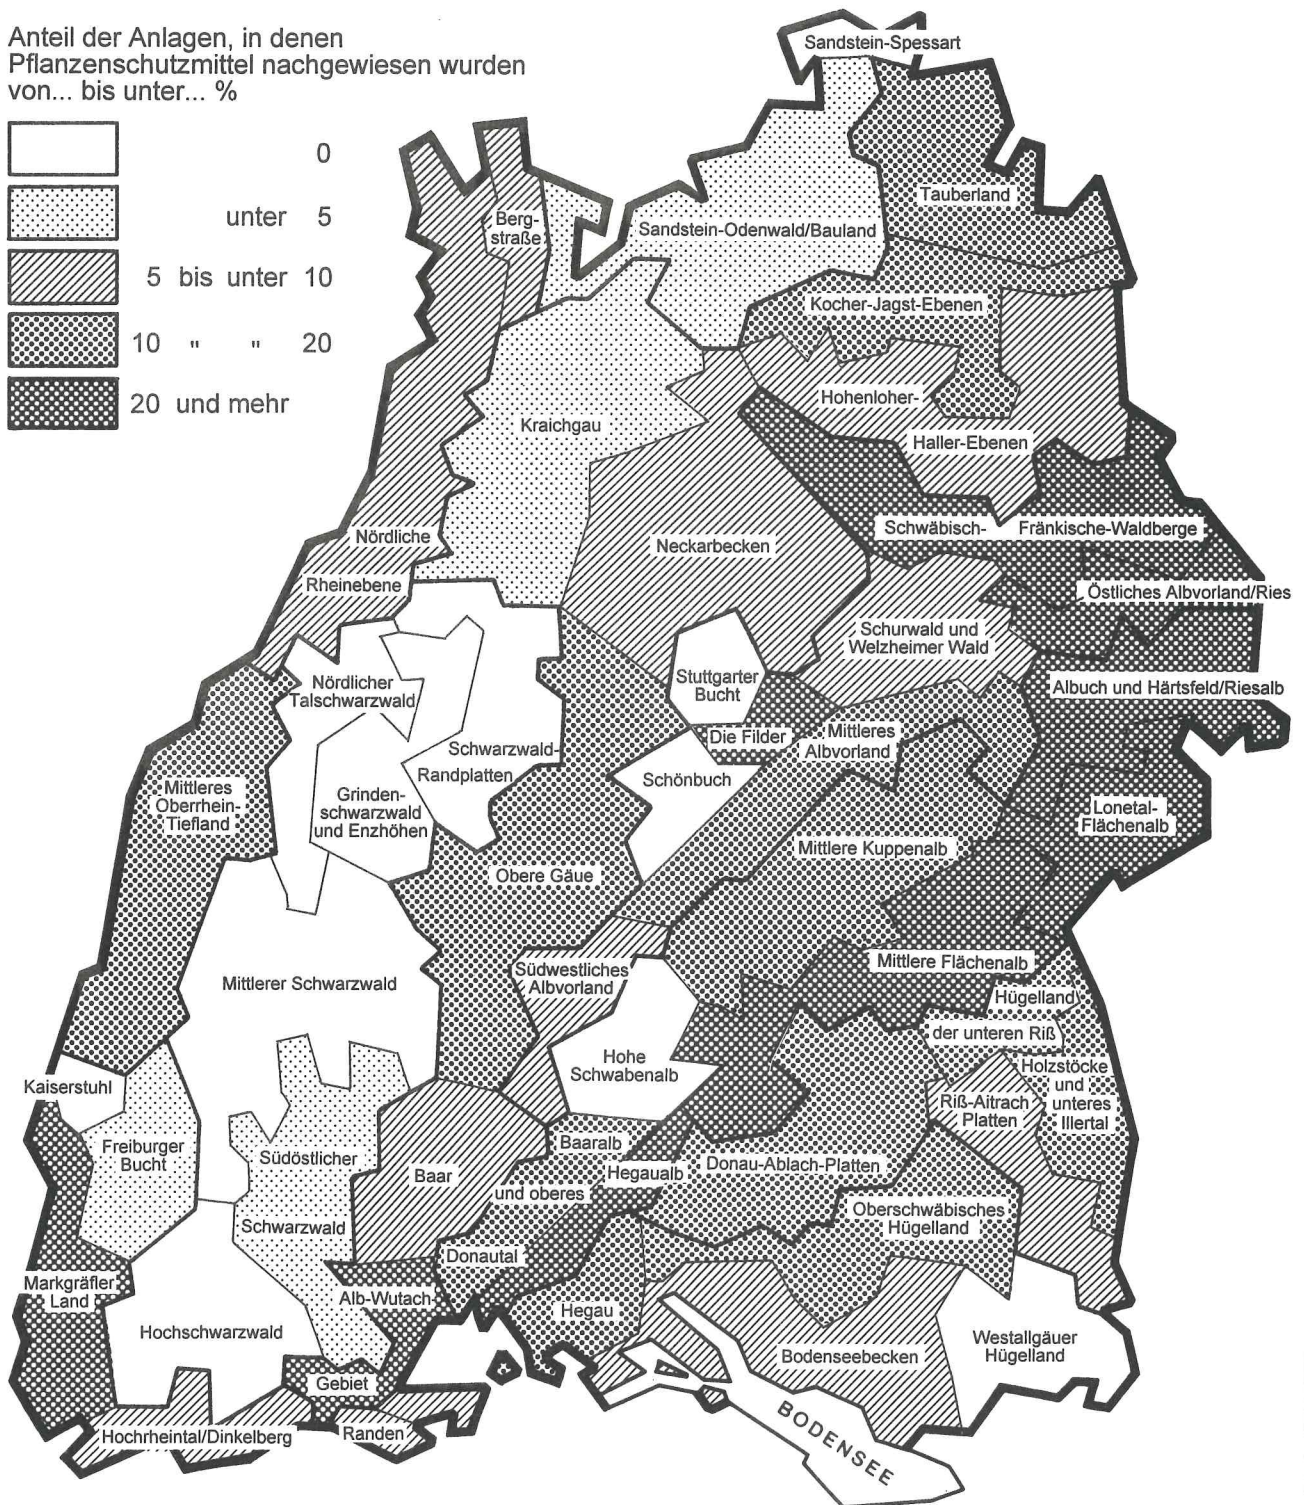 Anteil der Anlagen, in denen
Pflanzenschutzmittel nachgewiesen wurden
von... bis unter... %
0
unter 5
5 bis unter 10
10 " " 20
20 und mehr
Sandstein-Spessart
Tauberland
Berg-
straße
Sandstein-Odenwald/Bauland
Kocher-Jagst-Ebenen
Hohenloher-
Haller-Ebenen
Kraichgau
Schwäbisch- Fränkische-Waldberge
Nördliche
Rheinebene
Neckarbecken
Östliches Albvorland/Ries
Schurwald und
Welzheimer Wald
Stuttgarter
Bucht
Nördlicher
Talschwarzwald
Albuch und Härtsfeld/Riesalb
Die Filder
Mittleres
Albvorland
Schwarzwald-
Randplatten
Schönbuch
Mittleres
Oberrhein-
Tiefland
Grinden-
schwarzwald
und Enzhöhen
Lonetal-
Flächenalb
Mittlere Kuppenalb
Obere Gäue
Mittlere Flächenalb
Südwestliches
Albvorland
Mittlerer Schwarzwald
Hügelland
der unteren Riß
Hohe
Schwabenalb
Holzstöcke
und
unteres
Illertal
Riß-Aitrach
Platten
Kaiserstuhl
Freiburger
Bucht
Südöstlicher
Schwarzwald
Baar
Baaralb
und oberes
Donautal
Hegaualb
Donau-Ablach-Platten
Oberschwäbisches
Hügelland
Markgräfler
Land
Alb-Wutach-
Gebiet
Hegau
Hochschwarzwald
Bodenseebecken
Westallgäuer
Hügelland
Hochrheintal/Dinkelberg
Randen
BODENSEE